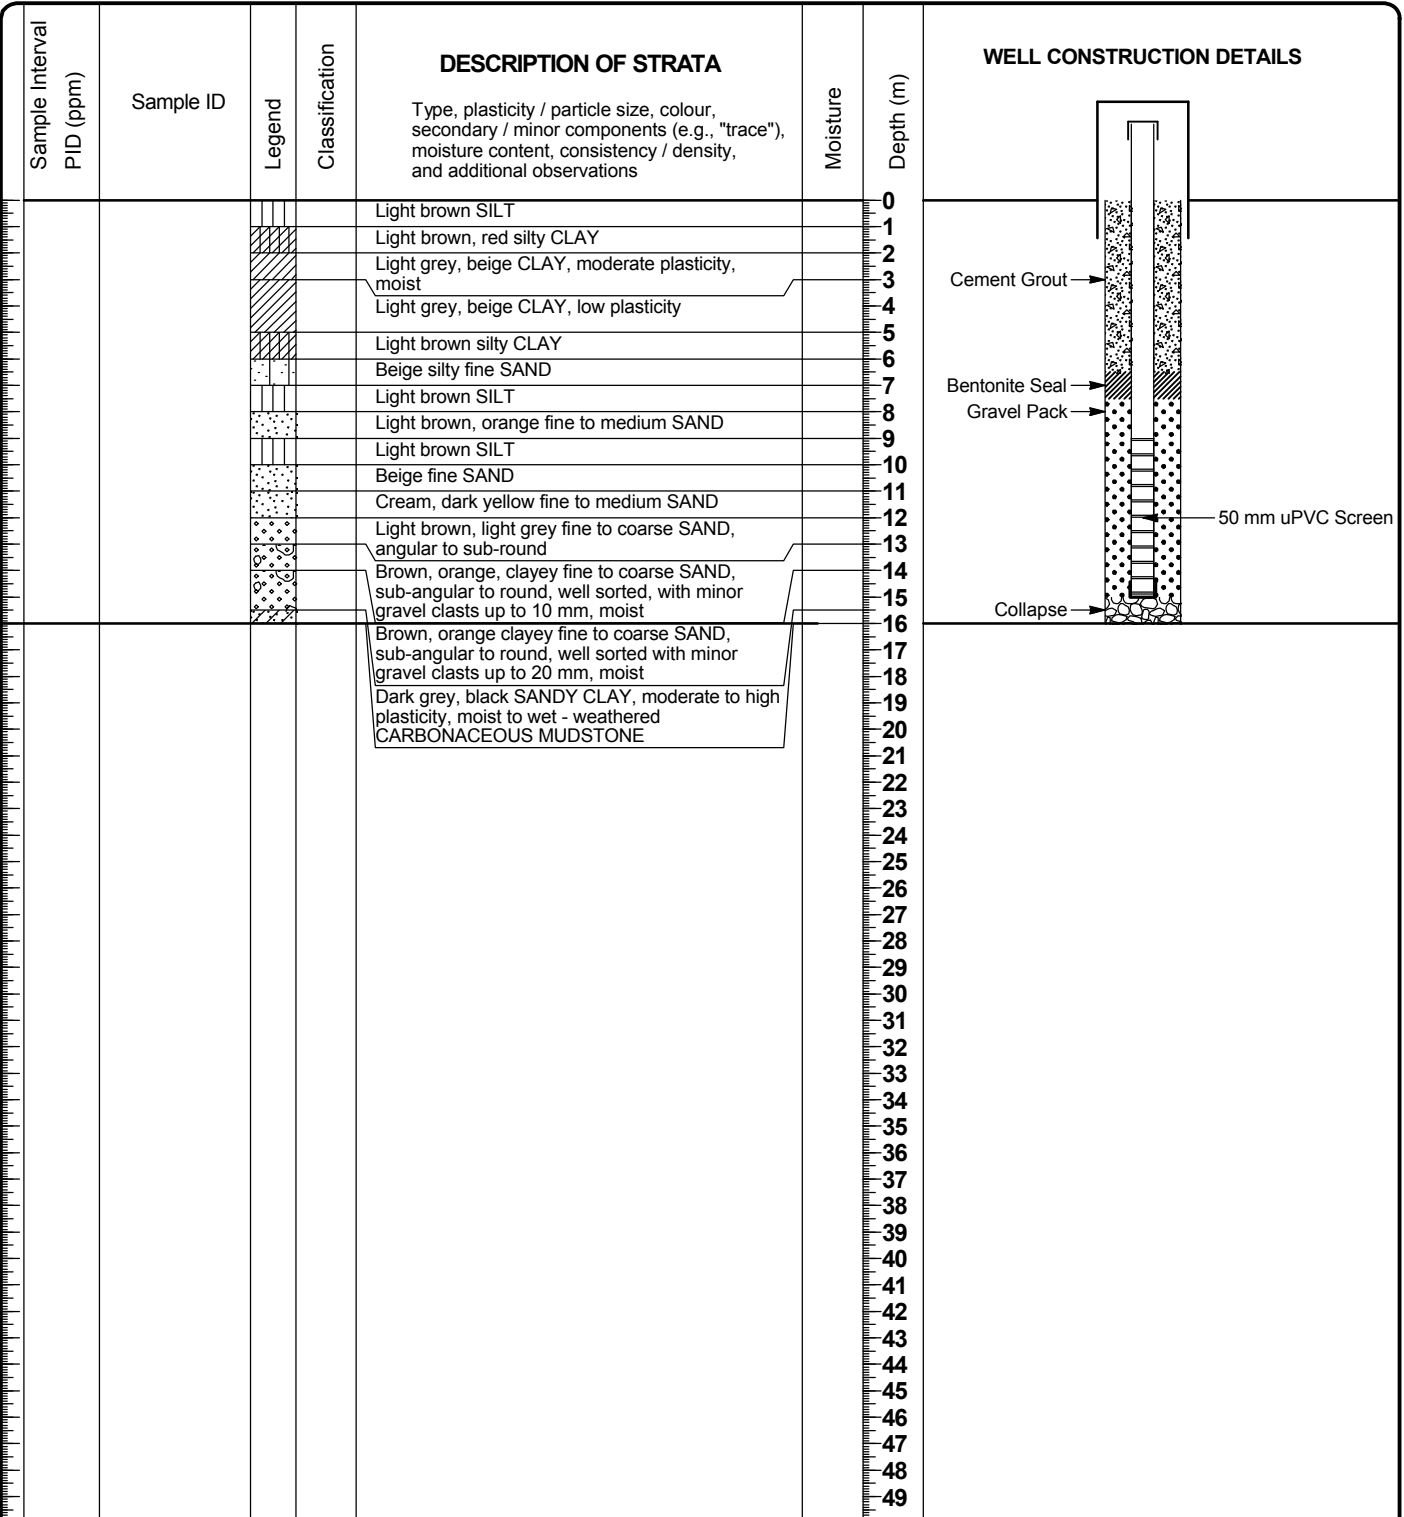 Sample Interval
PID (ppm)
Sample ID
Legend
Classification
DESCRIPTION OF STRATA
Type, plasticity / particle size, colour,
secondary / minor components (e.g., "trace"),
moisture content, consistency / density,
and additional observations
Moisture
Depth (m)
WELL CONSTRUCTION DETAILS
Light brown SILT
Light brown, red silty CLAY
Light grey, beige CLAY, moderate plasticity,
moist
Light grey, beige CLAY, low plasticity
Light brown silty CLAY
Beige silty fine SAND
Light brown SILT
Light brown, orange fine to medium SAND
Light brown SILT
Beige fine SAND
Cream, dark yellow fine to medium SAND
Light brown, light grey fine to coarse SAND,
angular to sub-round
Brown, orange, clayey fine to coarse SAND,
sub-angular to round, well sorted, with minor
gravel clasts up to 10 mm, moist
Brown, orange clayey fine to coarse SAND,
sub-angular to round, well sorted with minor
gravel clasts up to 20 mm, moist
Dark grey, black SANDY CLAY, moderate to high
plasticity, moist to wet - weathered
CARBONACEOUS MUDSTONE
0
1
2
3
4
5
6
7
8
9
10
11
12
13
14
15
16
17
18
19
20
21
22
23
24
25
26
27
28
29
30
31
32
33
34
35
36
37
38
39
40
41
42
43
44
45
46
47
48
49
Cement Grout
Bentonite Seal
Gravel Pack
50 mm uPVC Screen
Collapse